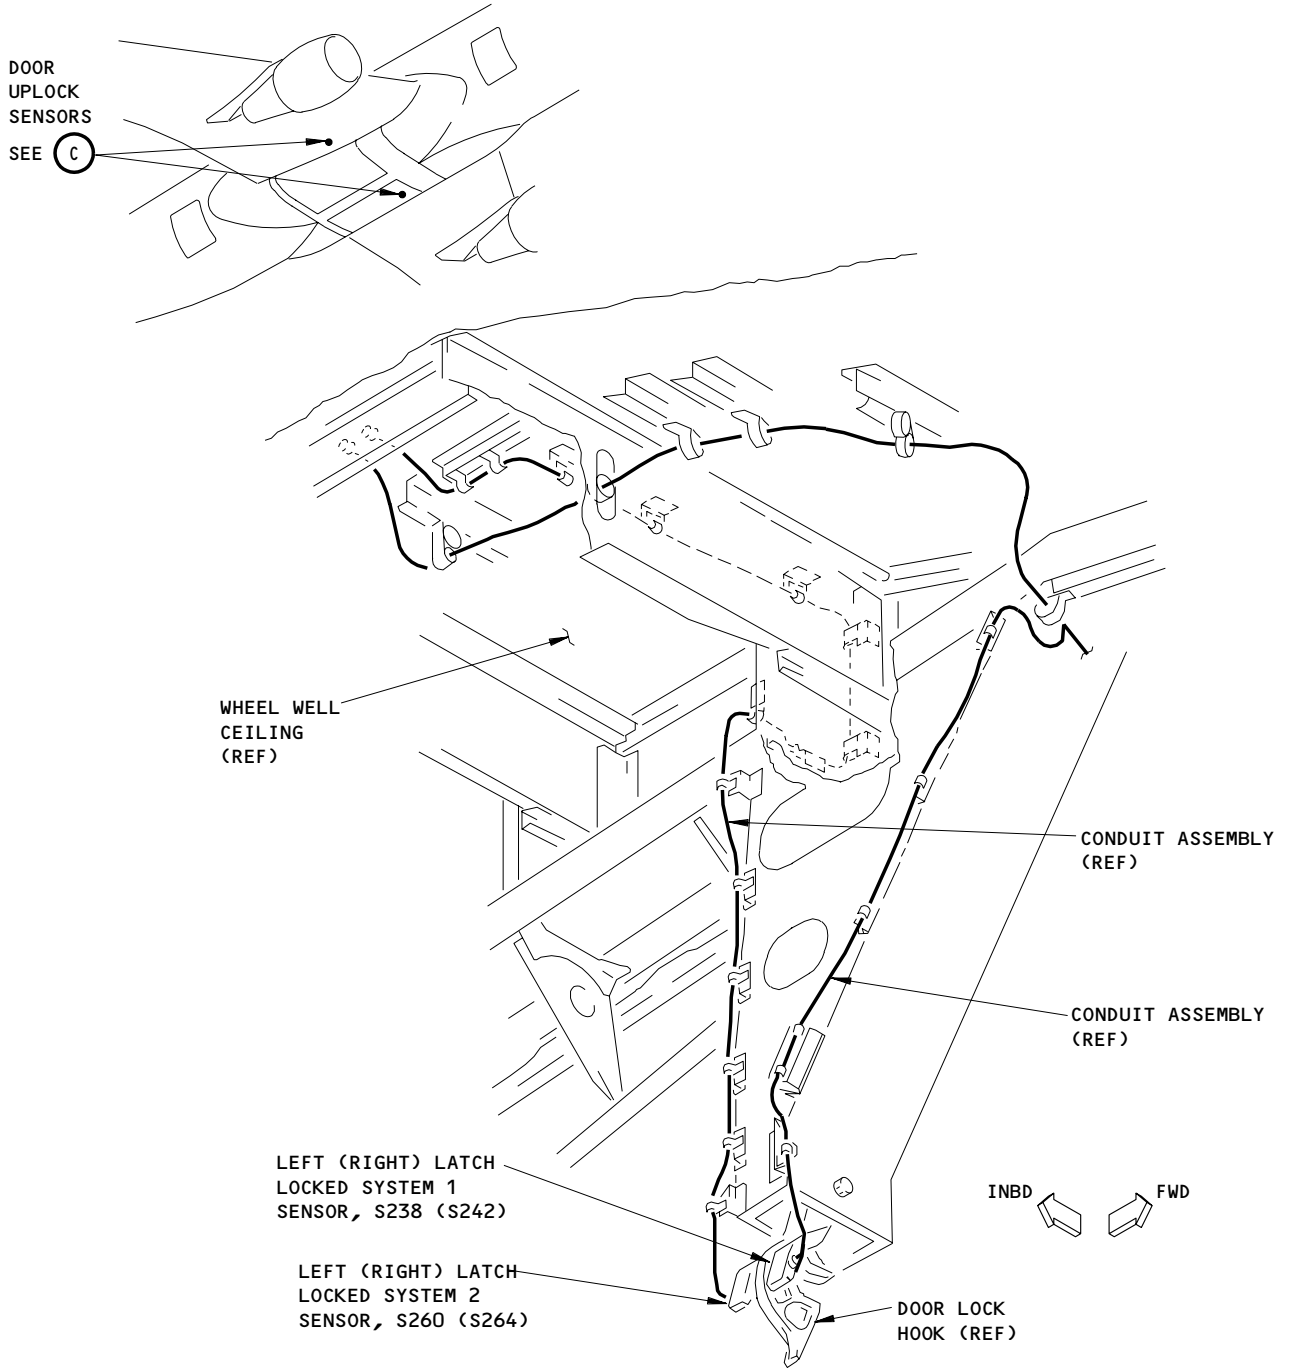 DOOR
UPLOCK
SENSORS
SEE C
WHEEL WELL
CEILING
(REF)
CONDUIT ASSEMBLY
(REF)
CONDUIT ASSEMBLY
(REF)
LEFT (RIGHT) LATCH
LOCKED SYSTEM 1
SENSOR, S238 (S242)
INBD
FWD
LEFT (RIGHT) LATCH
LOCKED SYSTEM 2
SENSOR, S260 (S264)
DOOR LOCK
HOOK (REF)